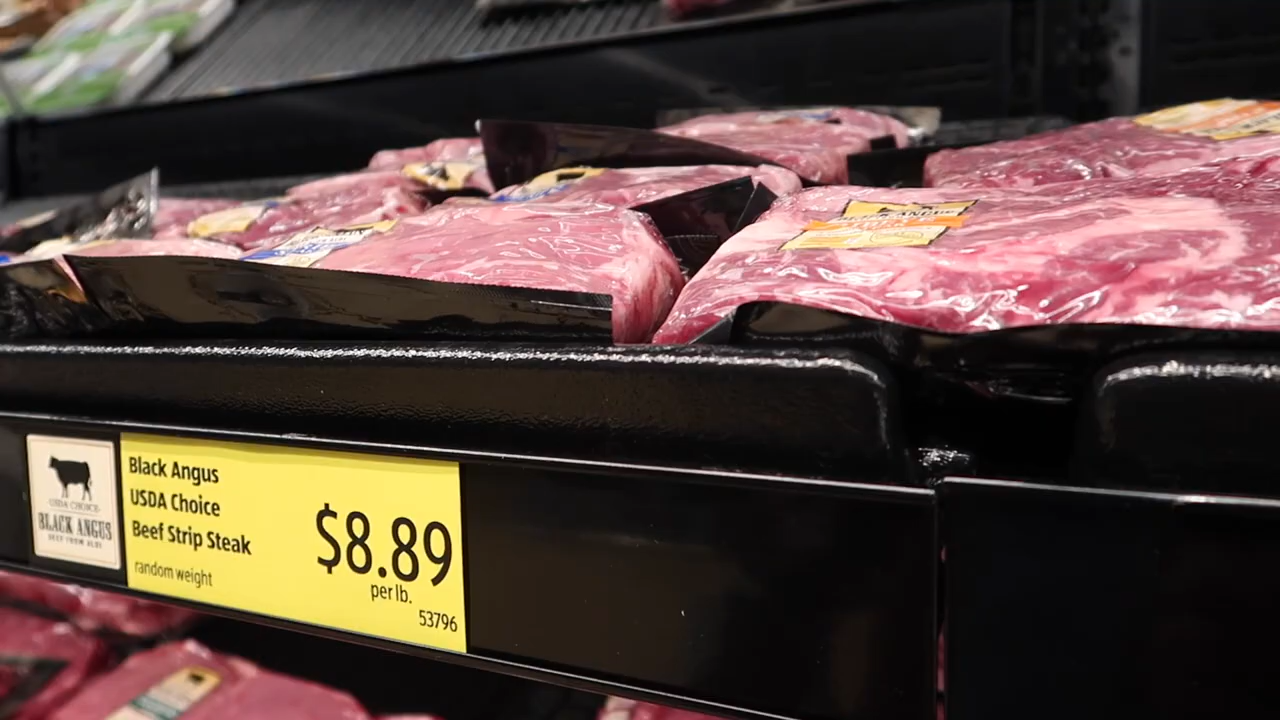 USDA CHOICE
BLACK ANGUS
BEEF FROM ALDI
Black Angus
USDA Choice
Beef Strip Steak
random weight
$8.89
per lb.
53796